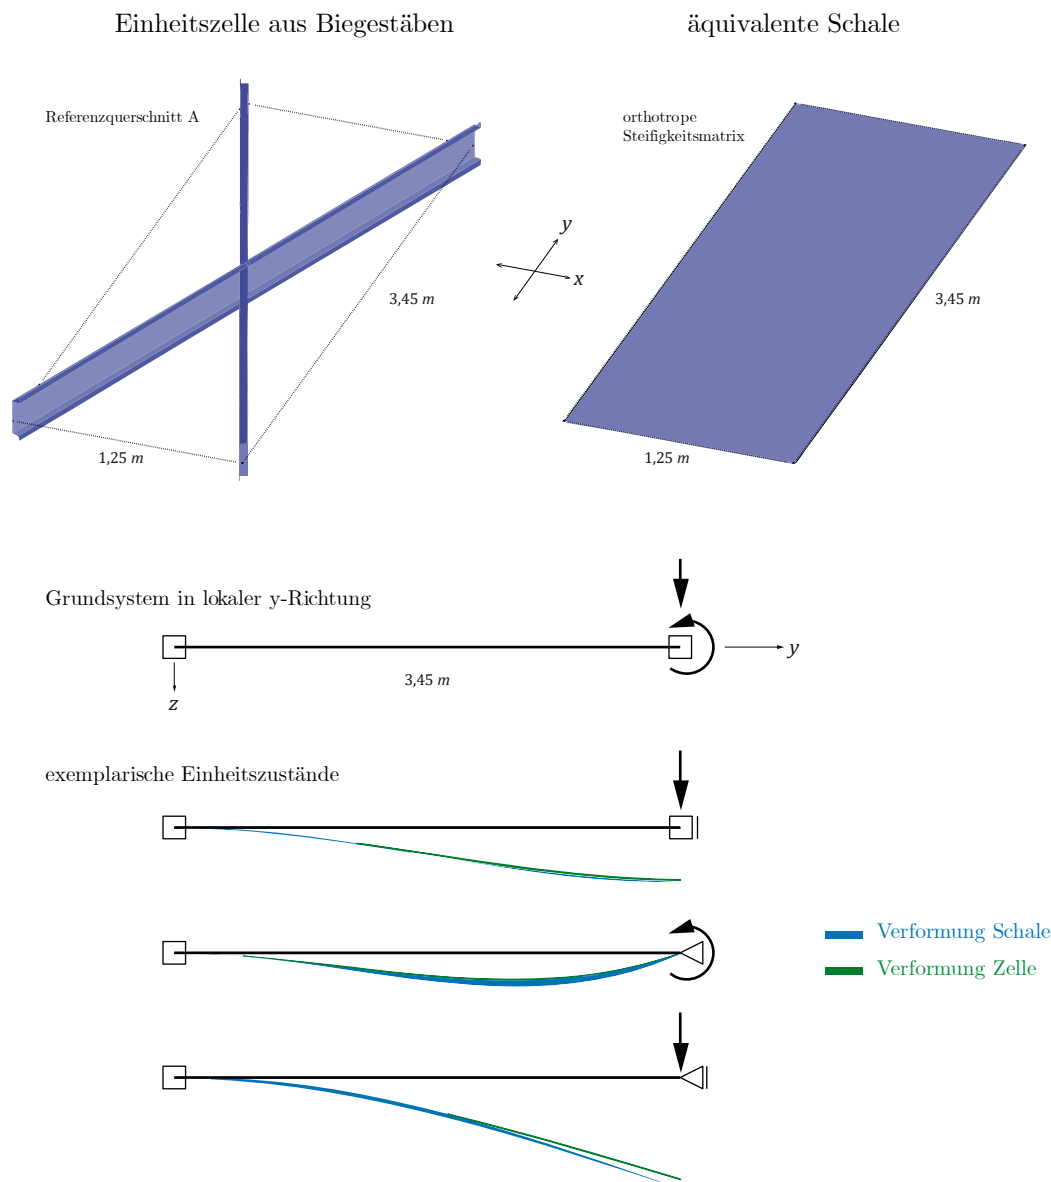 Einheitszelle aus Biegestäben
äquivalente Schale
Referenzquerschnitt A
orthotrope
Steifigkeitsmatrix
y
x
3,45 m
3,45 m
1,25 m
1,25 m
Grundsystem in lokaler y-Richtung
y
3,45 m
z
exemplarische Einheitszustände
Verformung Schale
Verformung Zelle